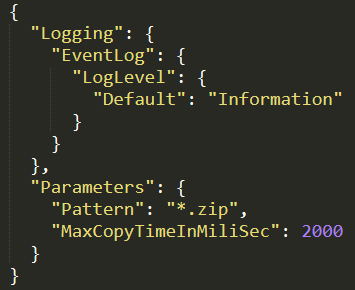 {
  "Logging": {
    "EventLog": {
      "LogLevel": {
        "Default": "Information"
      }
    }
  },
  "Parameters": {
    "Pattern": "*.zip",
    "MaxCopyTimeInMiliSec": 2000
  }
}